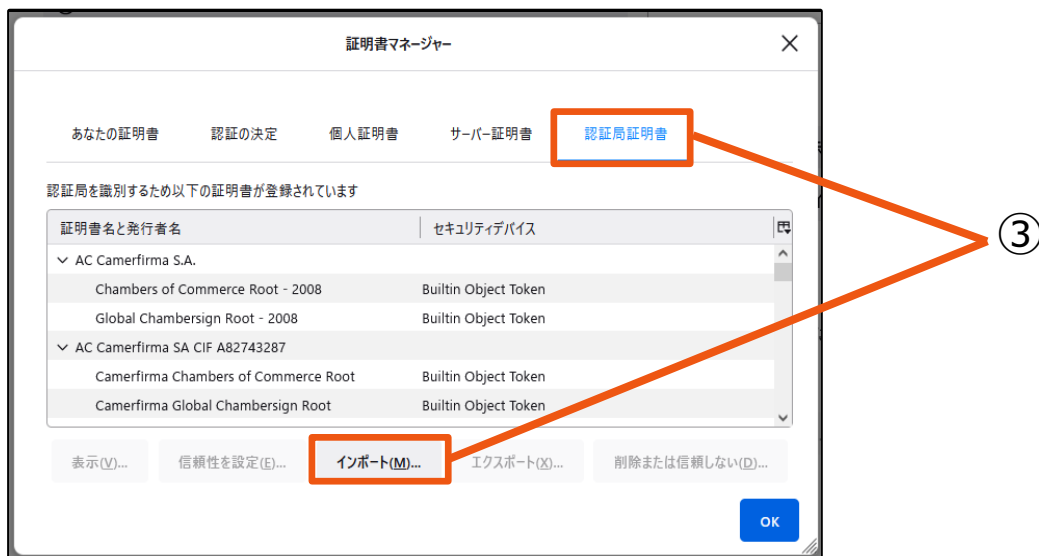 証明書マネージャー
あなたの証明書 認証の決定 個人証明書 サーバー証明書 認証局証明書
認証局を識別するため以下の証明書が登録されています
証明書名と発行者名 セキュリティデバイス
AC Camerfirma S.A.
Chambers of Commerce Root - 2008 Builtin Object Token
Global Chambersign Root - 2008 Builtin Object Token
AC Camerfirma SA CIF A82743287
Camerfirma Chambers of Commerce Root Builtin Object Token
Camerfirma Global Chambersign Root Builtin Object Token
表示(V)... 信頼性を設定(E)... インポート(M)... エクスポート(X)... 削除または信頼しない(D)...
OK
③